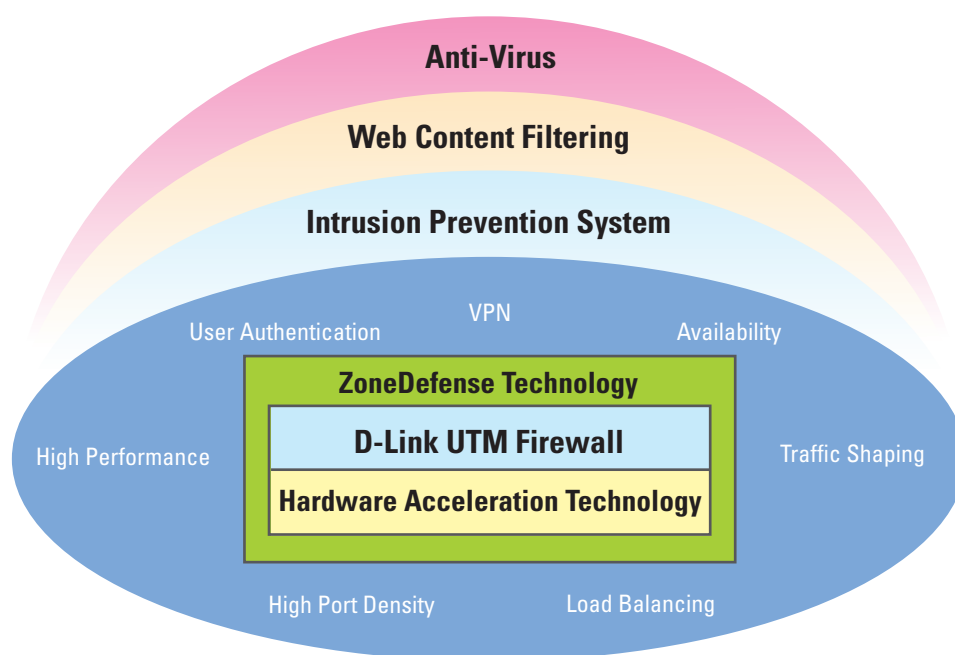 Anti-Virus
Web Content Filtering
Intrusion Prevention System
VPN
User Authentication
Availability
ZoneDefense Technology
D-Link UTM Firewall
High Performance
Traffic Shaping
Hardware Acceleration Technology
High Port Density
Load Balancing